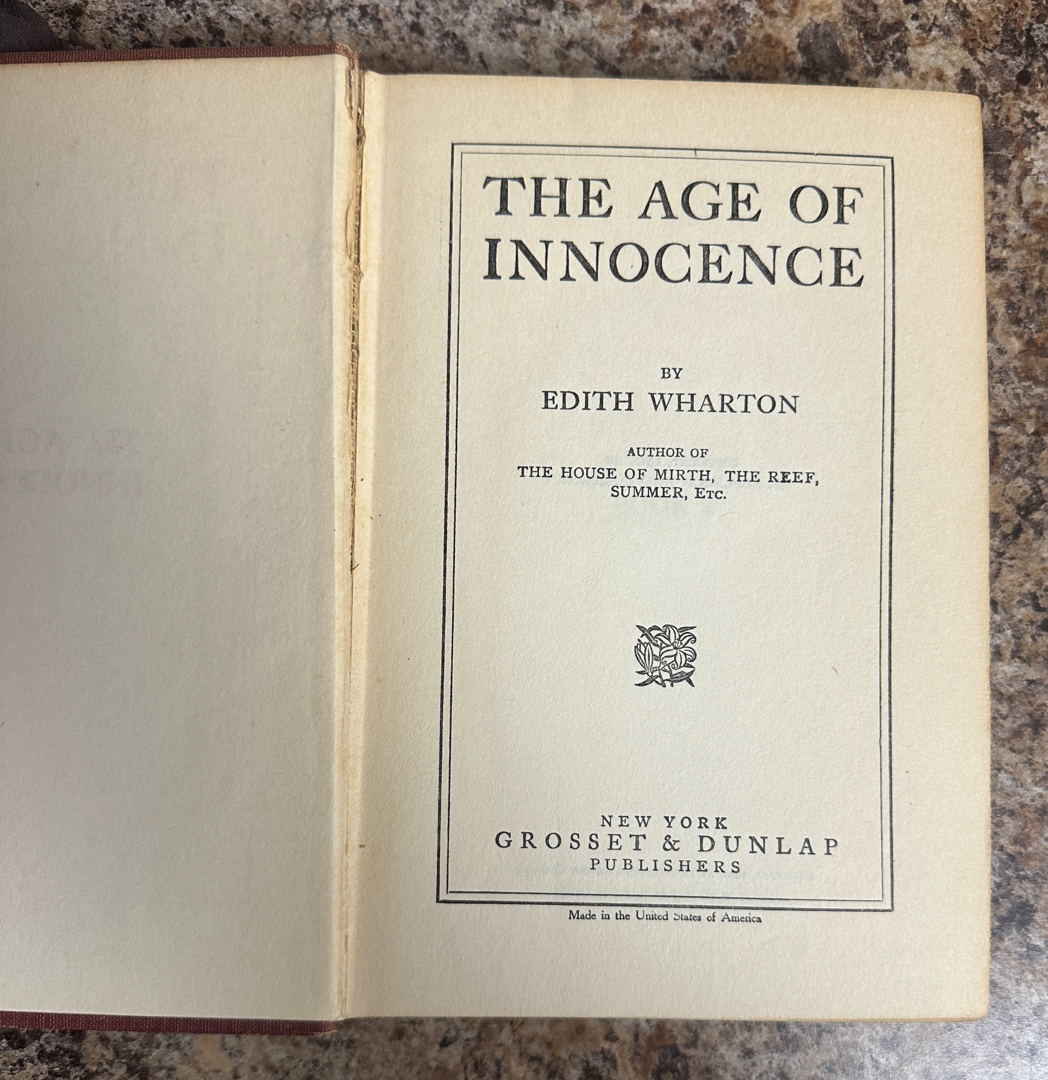 THE AGE OF
INNOCENCE
BY
EDITH WHARTON
AUTHOR OF
THE HOUSE OF MIRTH, THE REEF,
SUMMER, ETC.
NEW YORK
GROSSET & DUNLAP
PUBLISHERS
Made in the United States of America